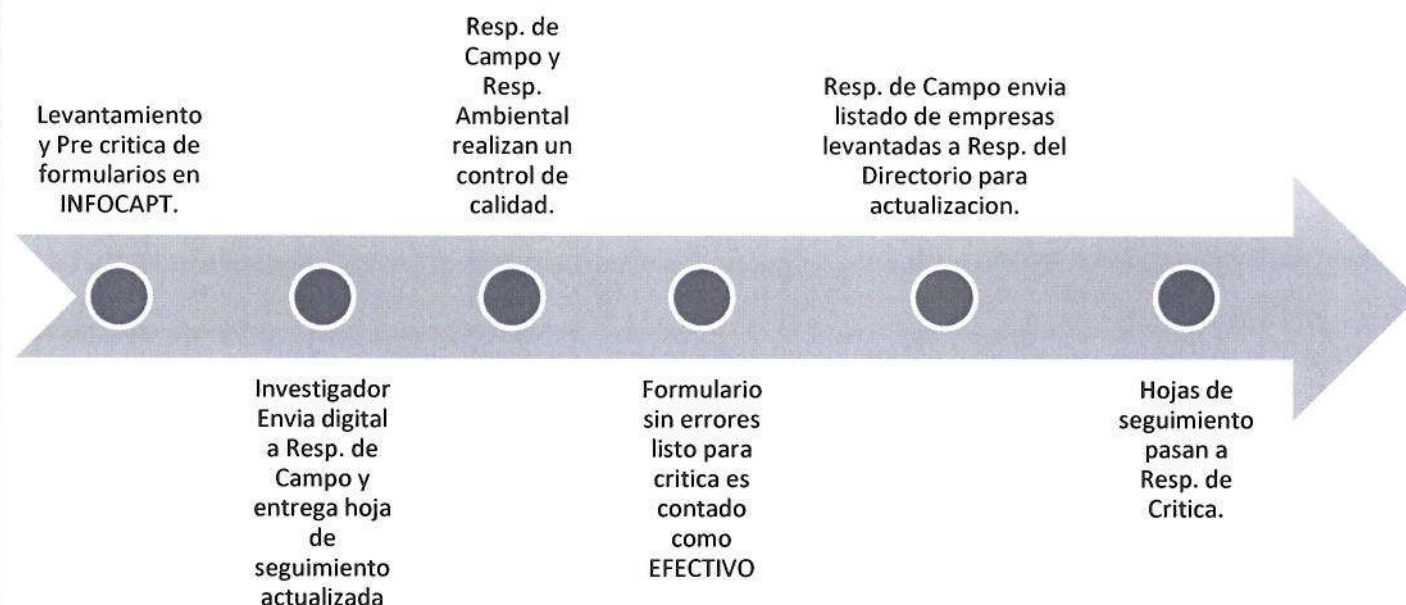 Levantamiento
y Pre critica de
formularios en
INFOCAPT.
Investigador
Envia digital
a Resp. de
Campo y
entrega hoja
de
seguimiento
actualizada
Resp. de
Campo y
Resp.
Ambiental
realizan un
control de
calidad.
Formulario
sin errores
listo para
critica es
contado
como
EFECTIVO
Resp. de Campo envia
listado de empresas
levantadas a Resp. del
Directorio para
actualizacion.
Hojas de
seguimiento
pasan a
Resp. de
Critica.